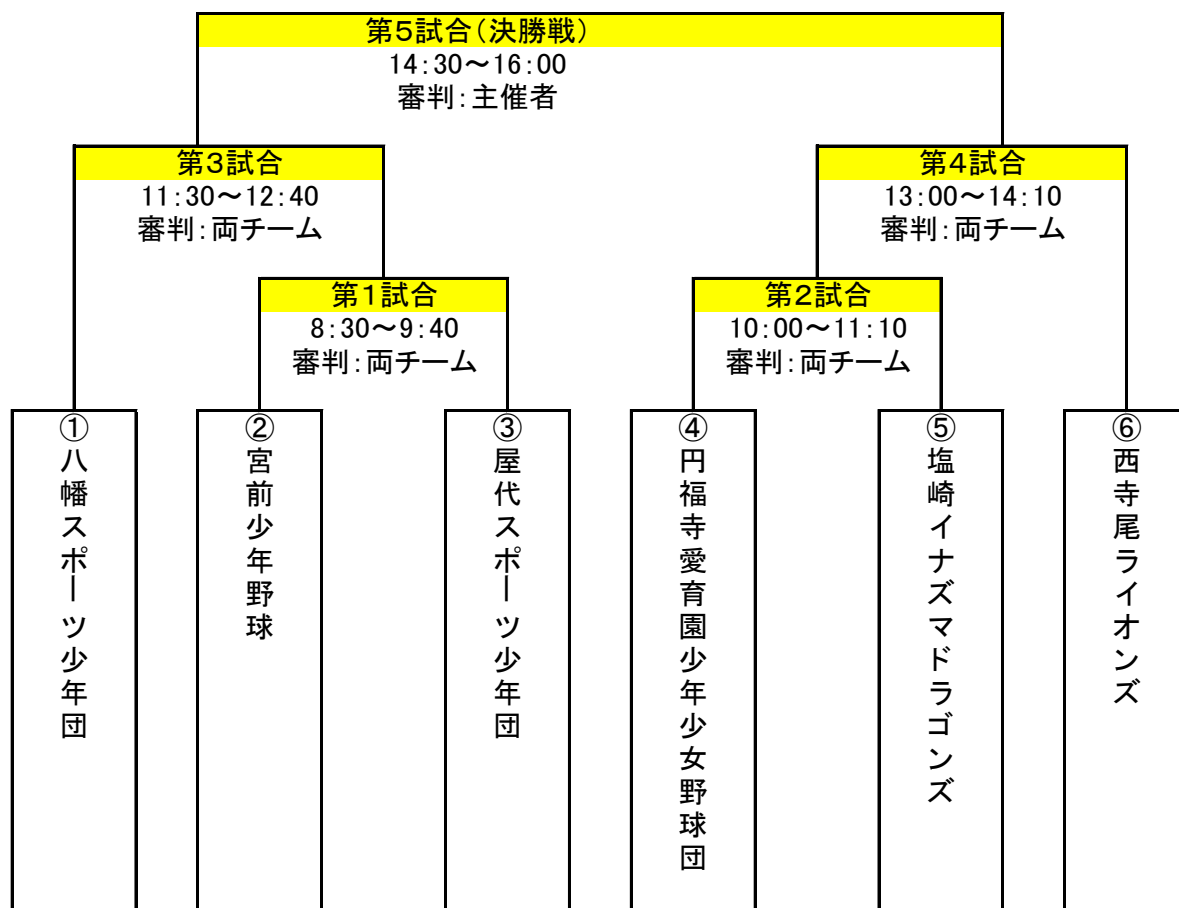 第5試合(決勝戦)
14:30～16:00
審判:主催者
第3試合
11:30～12:40
審判:両チーム
第4試合
13:00～14:10
審判:両チーム
第1試合
8:30～9:40
審判:両チーム
第2試合
10:00～11:10
審判:両チーム
①八幡スポーツ少年団
②宮前少年野球
③屋代スポーツ少年団
④円福寺愛育園少年少女野球団
⑤塩崎イナズマドラゴンズ
⑥西寺尾ライオンズ